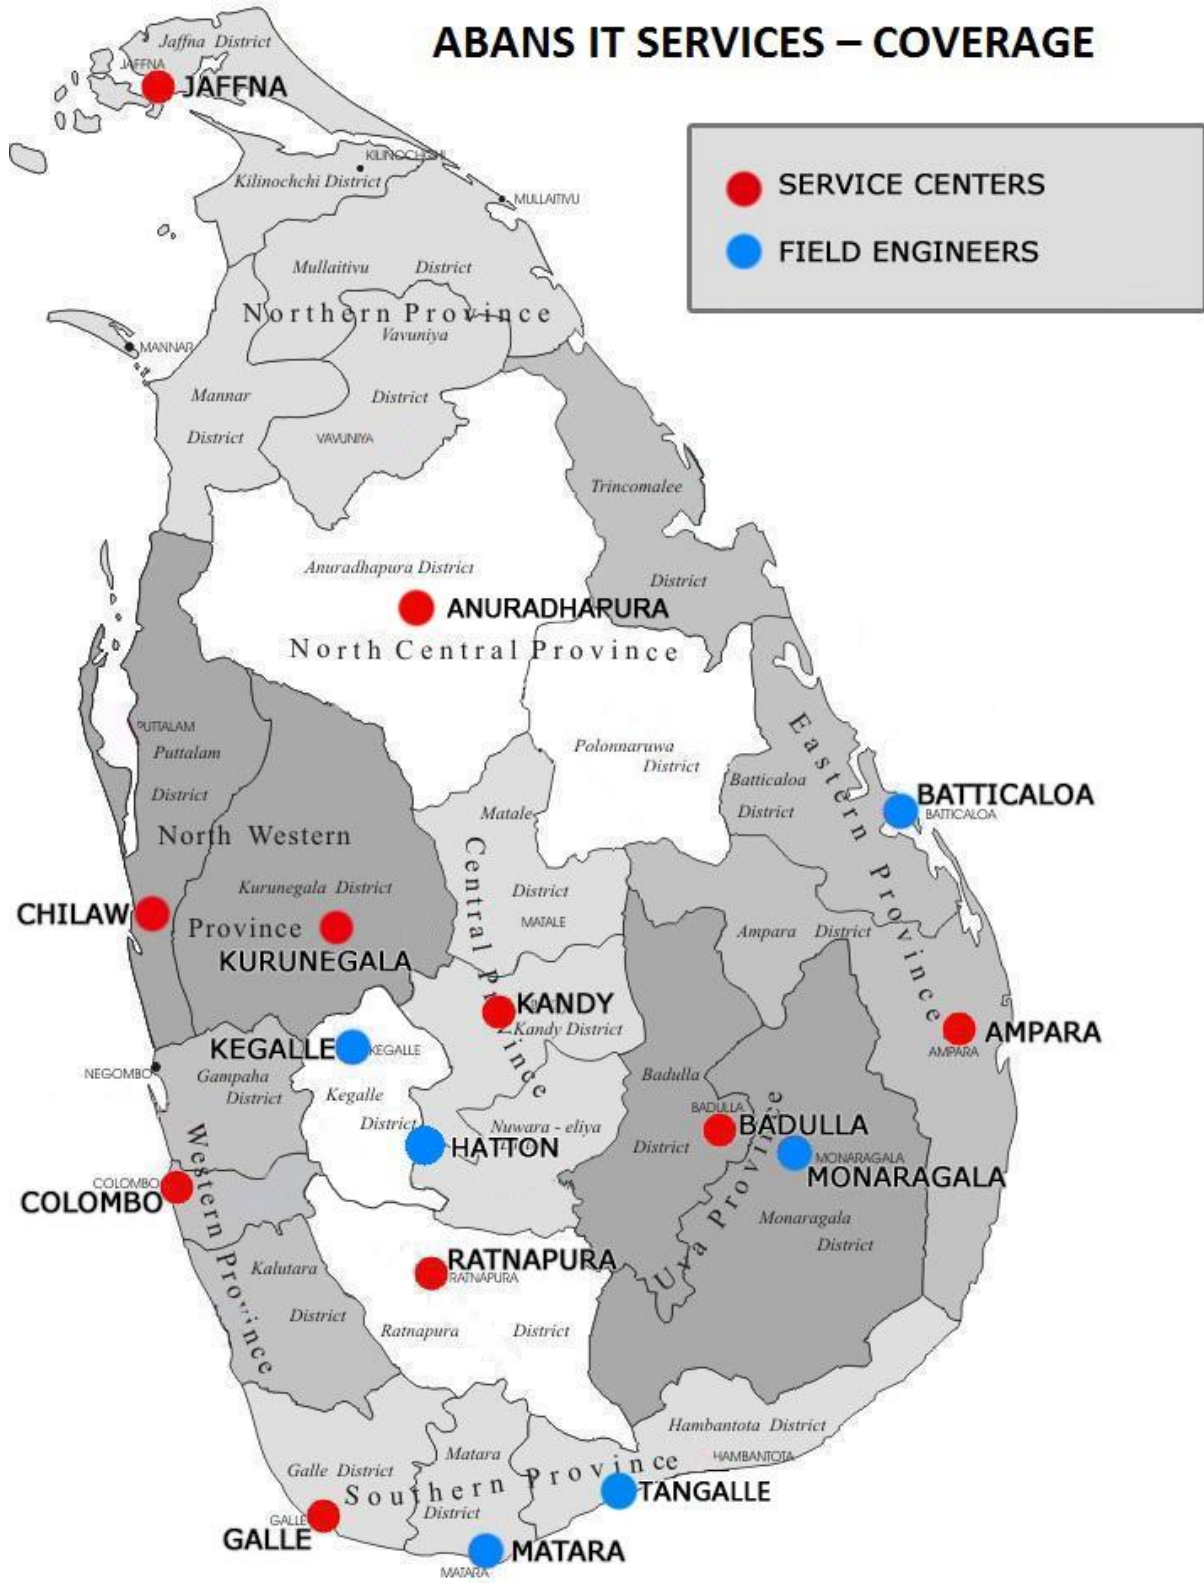 ABANS IT SERVICES – COVERAGE
SERVICE CENTERS
FIELD ENGINEERS
Jaffna District
JAFFNA
JAFFNA
KILINOCHCHI
Kilinochchi District
MULLAITIVU
Mullaitivu District
Northern Province
Vavuniya
MANNAR
Mannar
District
District
VAVUNIYA
Trincomalee
Anuradhapura District
District
ANURADHAPURA
North Central Province
PUTTALAM
Puttalam
District
Polonnaruwa
District
Eastern Province
Batticaloa
District
BATTICALOA
BATTICALOA
North Western
Province
Matale
Central Province
District
MATALE
Kurunegala District
CHILAW
KURUNEGALA
Ampara District
KANDY
Kandy District
AMPARA
AMPARA
KEGALLE
KEGALLE
NEGOMBO
Gampaha
District
Kegalle
District
Badulla
District
BADULLA
BADULLA
Nuwara - eliya
HATTON
MONARAGALA
MONARAGALA
Uva Province
Monaragala
District
Western Province
COLOMBO
COLOMBO
RATNAPURA
RATNAPURA
Kalutara
District
Ratnapura District
Hambantota District
HAMBANTOTA
Matara
District
Galle District
Southern Province
TANGALLE
GALLE
GALLE
MATARA
MATARA